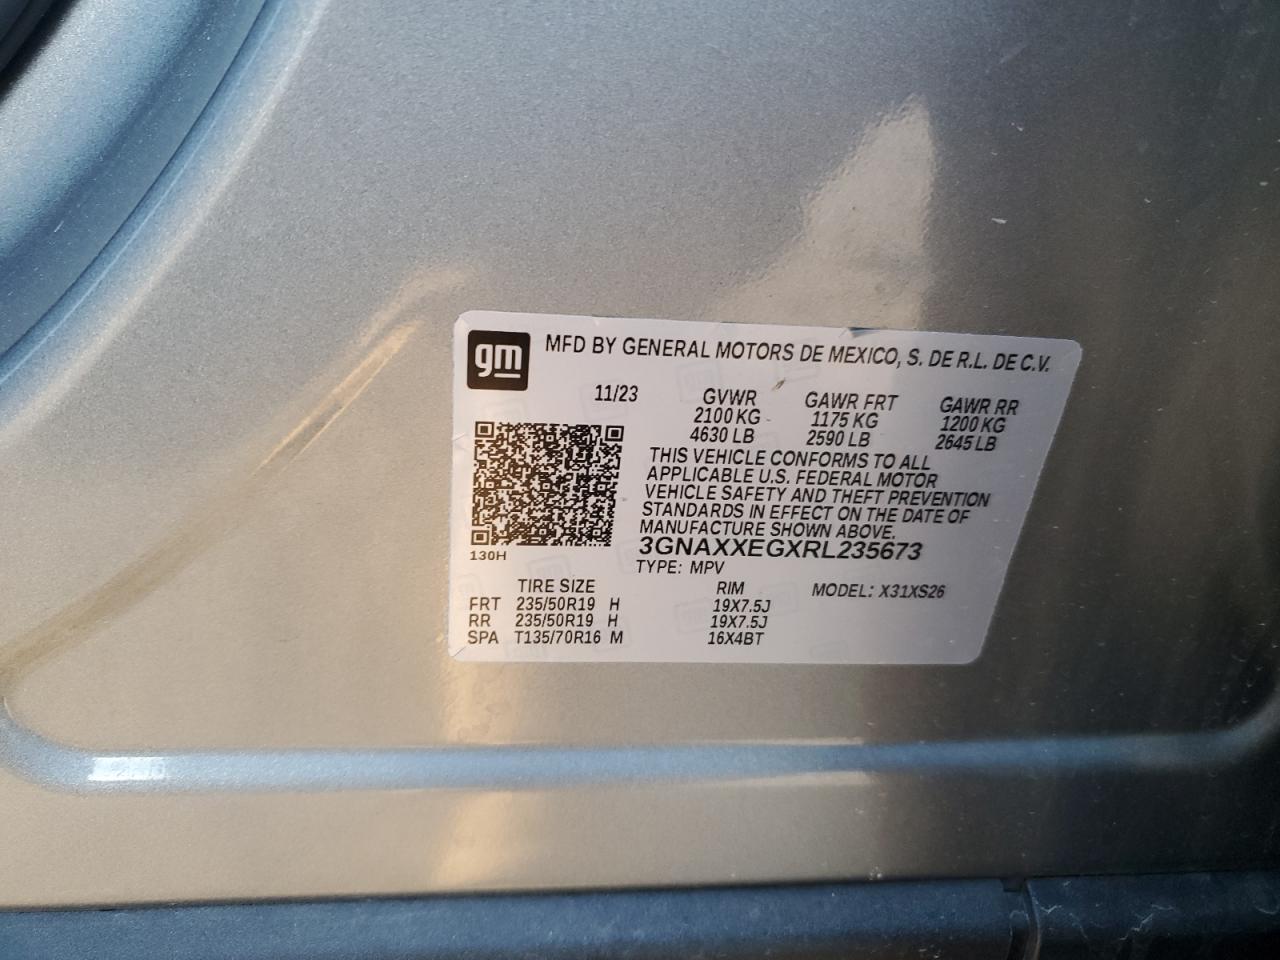 gm MFD BY GENERAL MOTORS DE MEXICO, S. DE R.L. DE C.V.
11/23 GVWR GAWR FRT GAWR RR
2100 KG 1175 KG 1200 KG
4630 LB 2590 LB 2645 LB
THIS VEHICLE CONFORMS TO ALL
APPLICABLE U.S. FEDERAL MOTOR
VEHICLE SAFETY AND THEFT PREVENTION
STANDARDS IN EFFECT ON THE DATE OF
MANUFACTURE SHOWN ABOVE.
130H 3GNAXXEGXRL235673
TYPE: MPV
TIRE SIZE RIM MODEL: X31XS26
FRT 235/50R19 H 19X7.5J
RR 235/50R19 H 19X7.5J
SPA T135/70R16 M 16X4BT